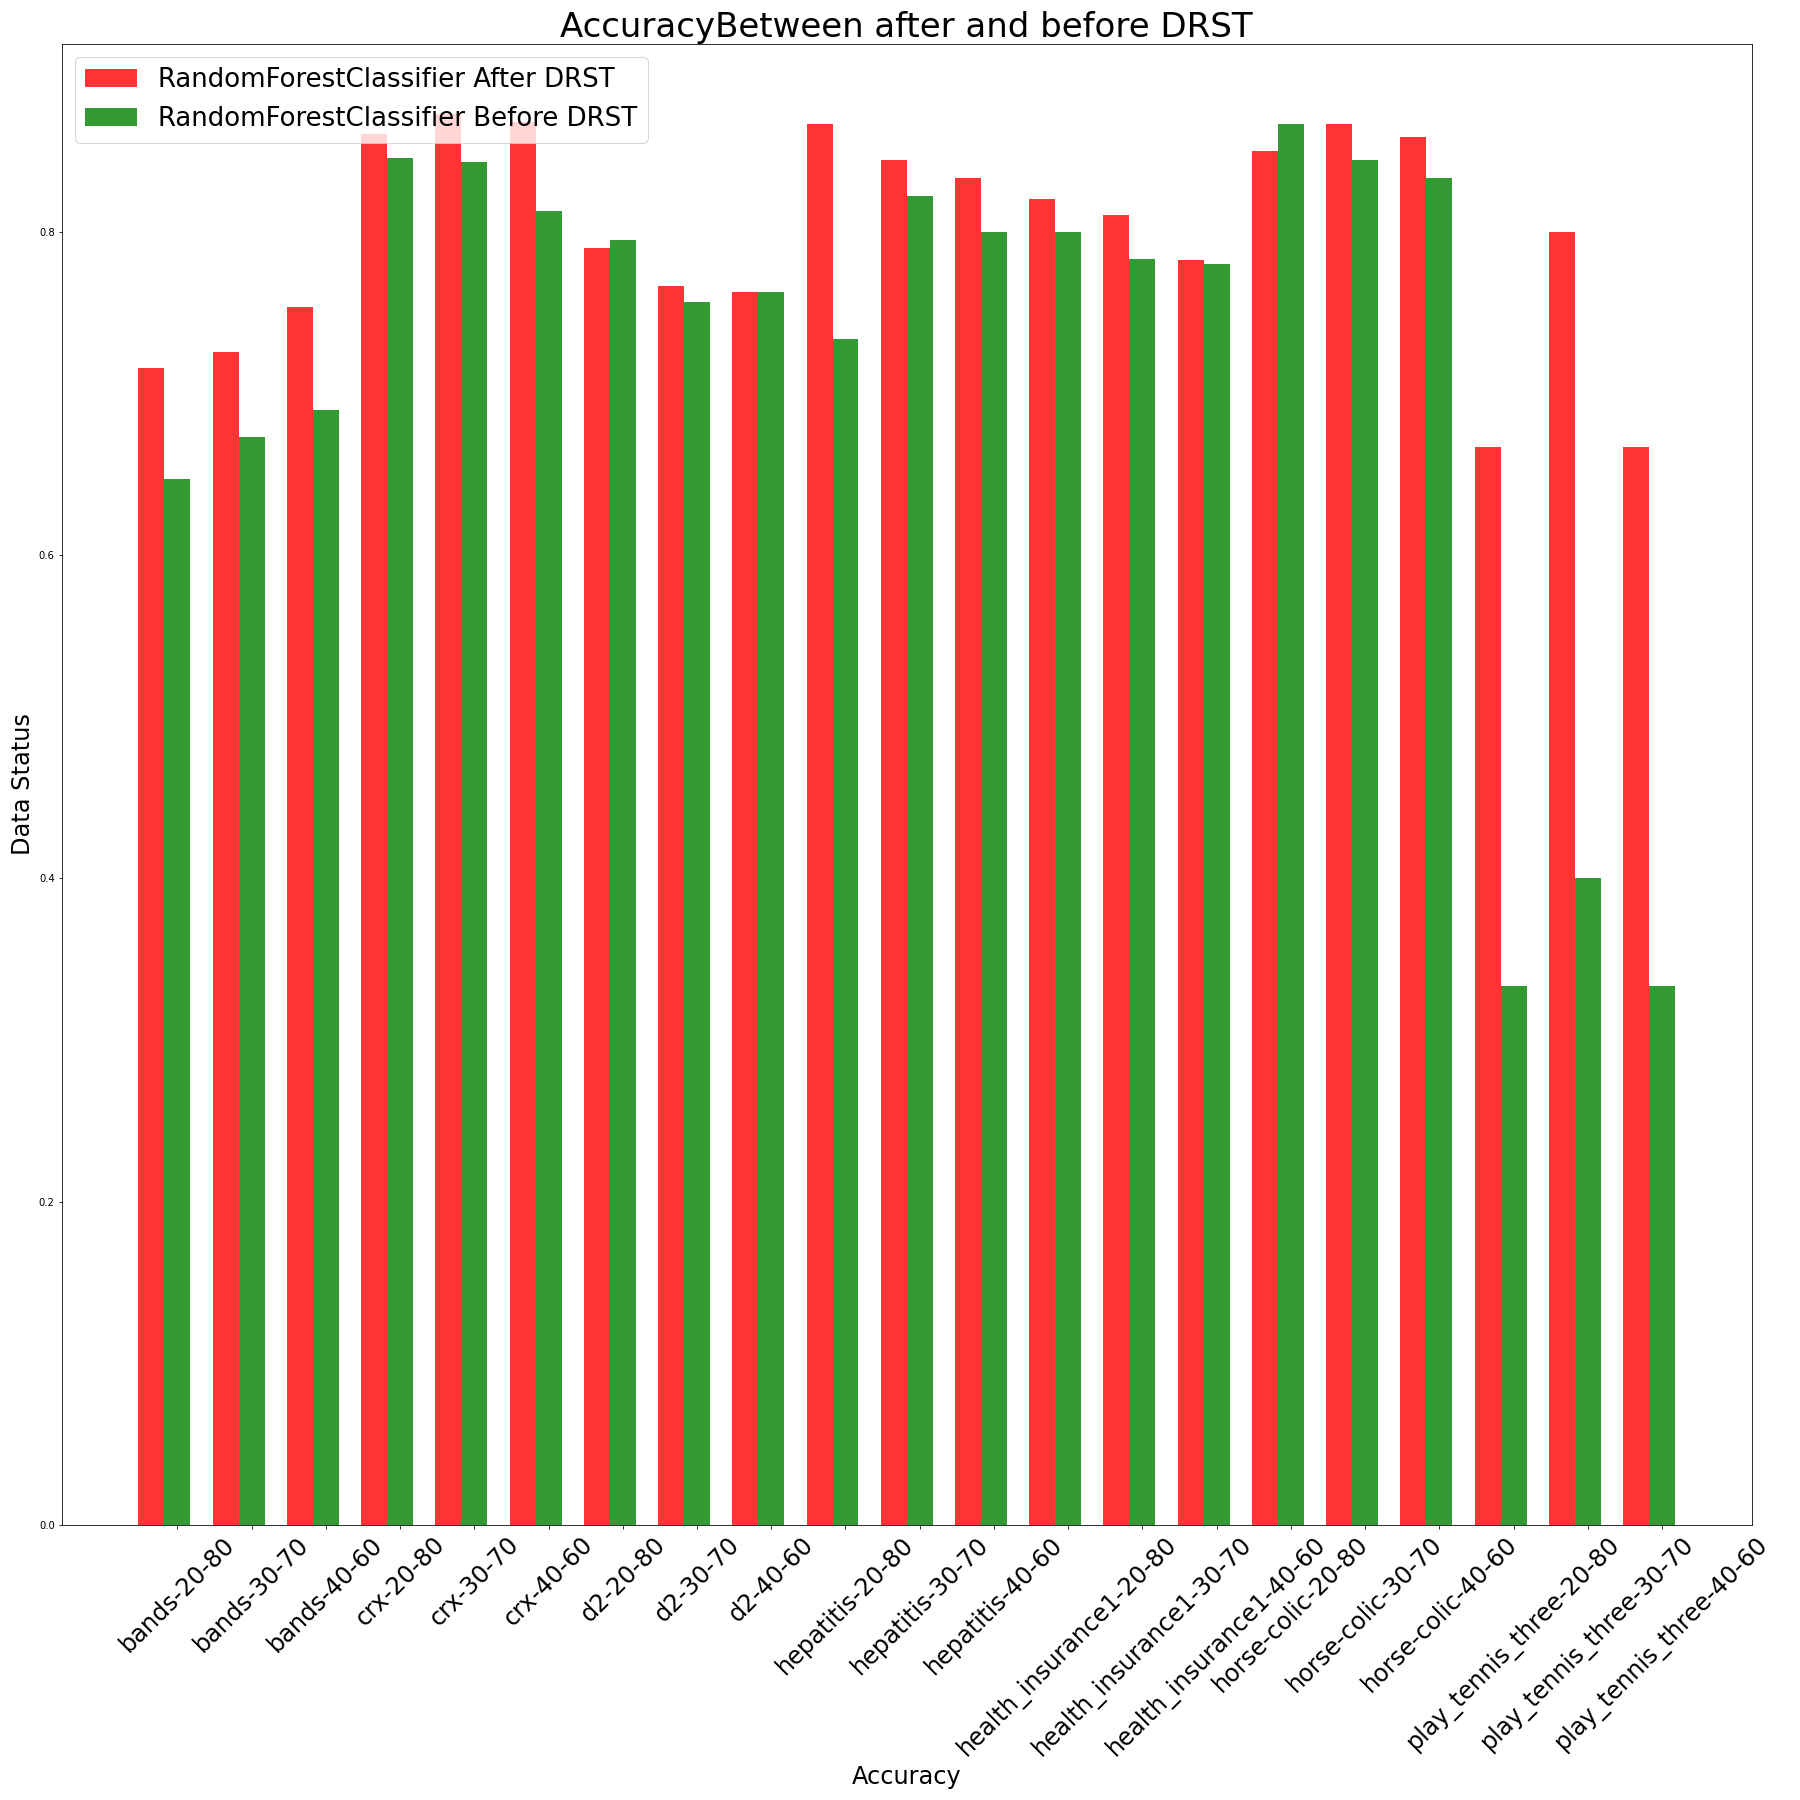 AccuracyBetween after and before DRST
RandomForestClassifier After DRST
RandomForestClassifier Before DRST
Data Status
0.8
0.6
0.4
0.2
0.0
bands-20-80
bands-30-70
bands-40-60
crx-20-80
crx-30-70
crx-40-60
d2-20-80
d2-30-70
d2-40-60
hepatitis-20-80
hepatitis-30-70
hepatitis-40-60
health_insurance1-20-80
health_insurance1-30-70
health_insurance1-40-60
horse-colic-20-80
horse-colic-30-70
horse-colic-40-60
play_tennis_three-20-80
play_tennis_three-30-70
play_tennis_three-40-60
Accuracy